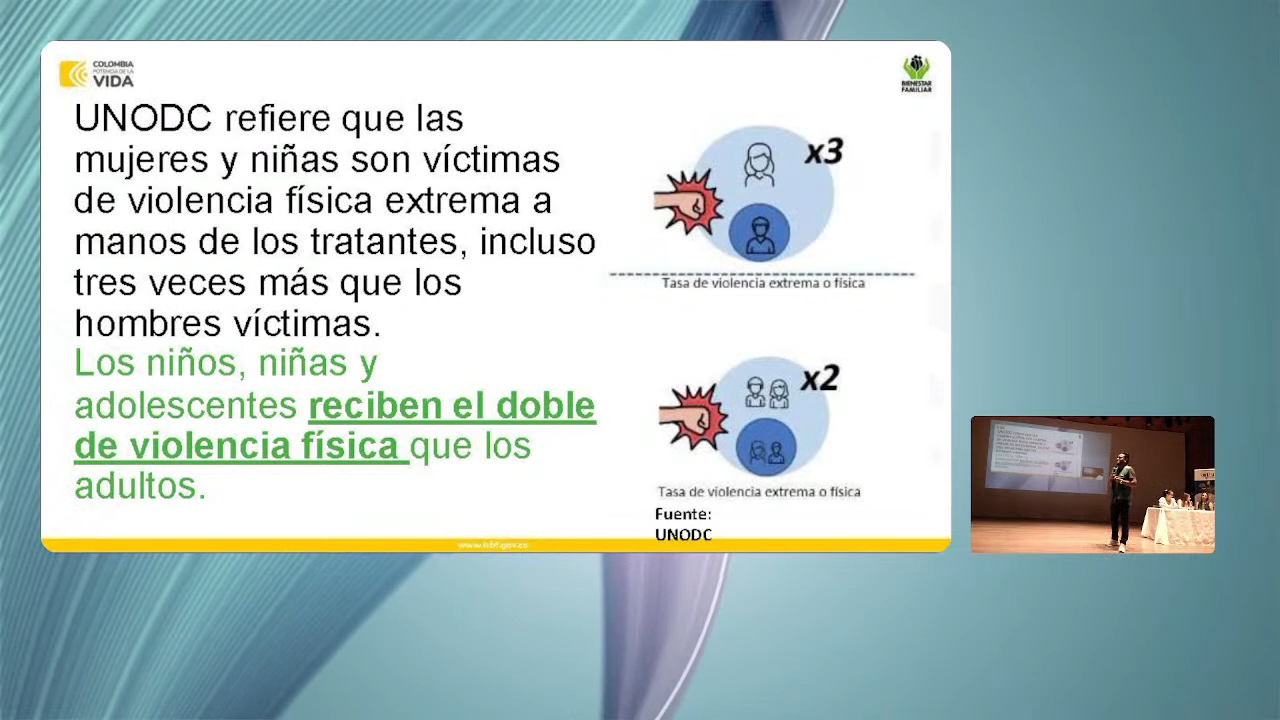 COLOMBIA
POTENCIA DE LA
VIDA
BIENESTAR
FAMILIAR
UNODC refiere que las
mujeres y niñas son víctimas
de violencia física extrema a
manos de los tratantes, incluso
tres veces más que los
hombres víctimas.
Los niños, niñas y
adolescentes reciben el doble
de violencia física que los
adultos.
x3
Tasa de violencia extrema o física
x2
Tasa de violencia extrema o física
Fuente:
UNODC
www.icbf.gov.co